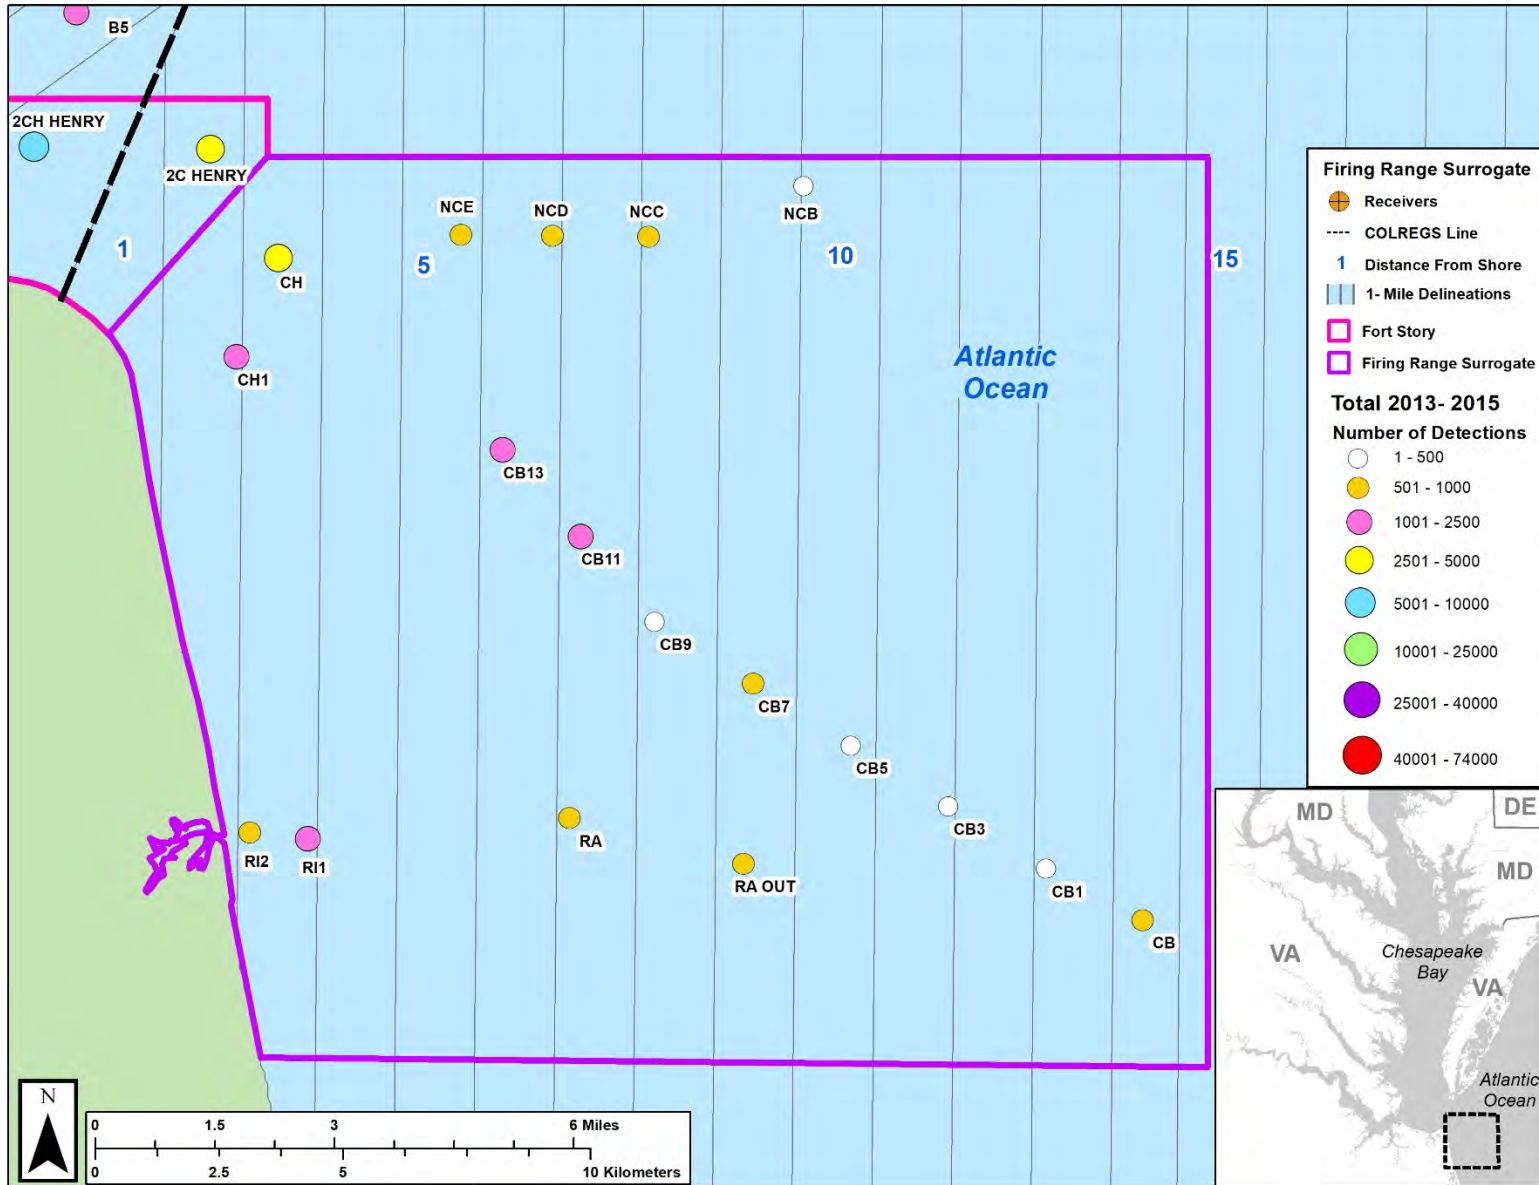 B5
2CH HENRY
2C HENRY
1
NCE
NCD
NCC
NCB
CH
5
10
15
CH1
Atlantic
Ocean
CB13
CB11
CB9
CB7
CB5
CB3
CB1
CB
RI2
RI1
RA
RA OUT
N
0 1.5 3 6 Miles
0 2.5 5 10 Kilometers
Firing Range Surrogate
Receivers
COLREGS Line
1 Distance From Shore
1- Mile Delineations
Fort Story
Firing Range Surrogate
Total 2013- 2015
Number of Detections
1 - 500
501 - 1000
1001 - 2500
2501 - 5000
5001 - 10000
10001 - 25000
25001 - 40000
40001 - 74000
MD
DE
MD
VA
Chesapeake
Bay
VA
Atlantic
Ocean